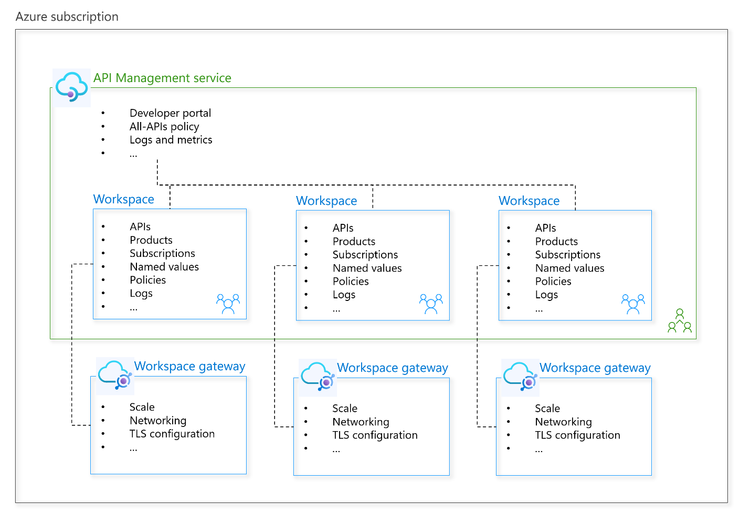 Azure subscription
API Management service
• Developer portal
• All-APIs policy
• Logs and metrics
• ...
Workspace
• APIs
• Products
• Subscriptions
• Named values
• Policies
• Logs
• ...
Workspace
• APIs
• Products
• Subscriptions
• Named values
• Policies
• Logs
• ...
Workspace
• APIs
• Products
• Subscriptions
• Named values
• Policies
• Logs
• ...
Workspace gateway
• Scale
• Networking
• TLS configuration
• ...
Workspace gateway
• Scale
• Networking
• TLS configuration
• ...
Workspace gateway
• Scale
• Networking
• TLS configuration
• ...